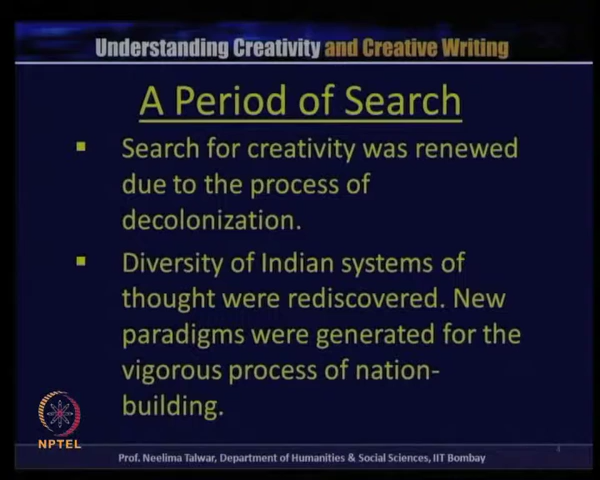 Understanding Creativity and Creative Writing
A Period of Search
Search for creativity was renewed
due to the process of
decolonization.
Diversity of Indian systems of
thought were rediscovered. New
paradigms were generated for the
vigorous process of nation-
building.
NPTEL
Prof. Neelima Talwar, Department of Humanities & Social Sciences, IIT Bombay